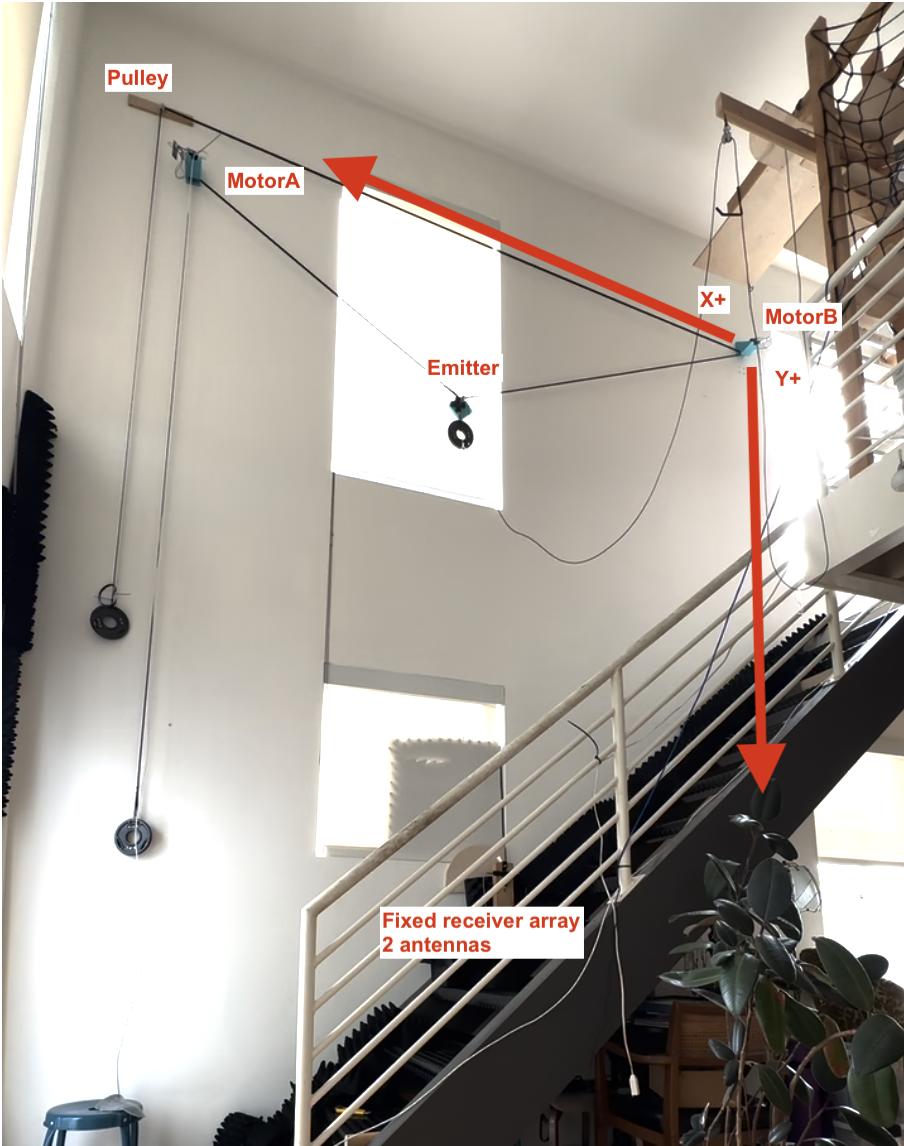 Pulley
MotorA
X+
MotorB
Emitter
Y+
Fixed receiver array
2 antennas